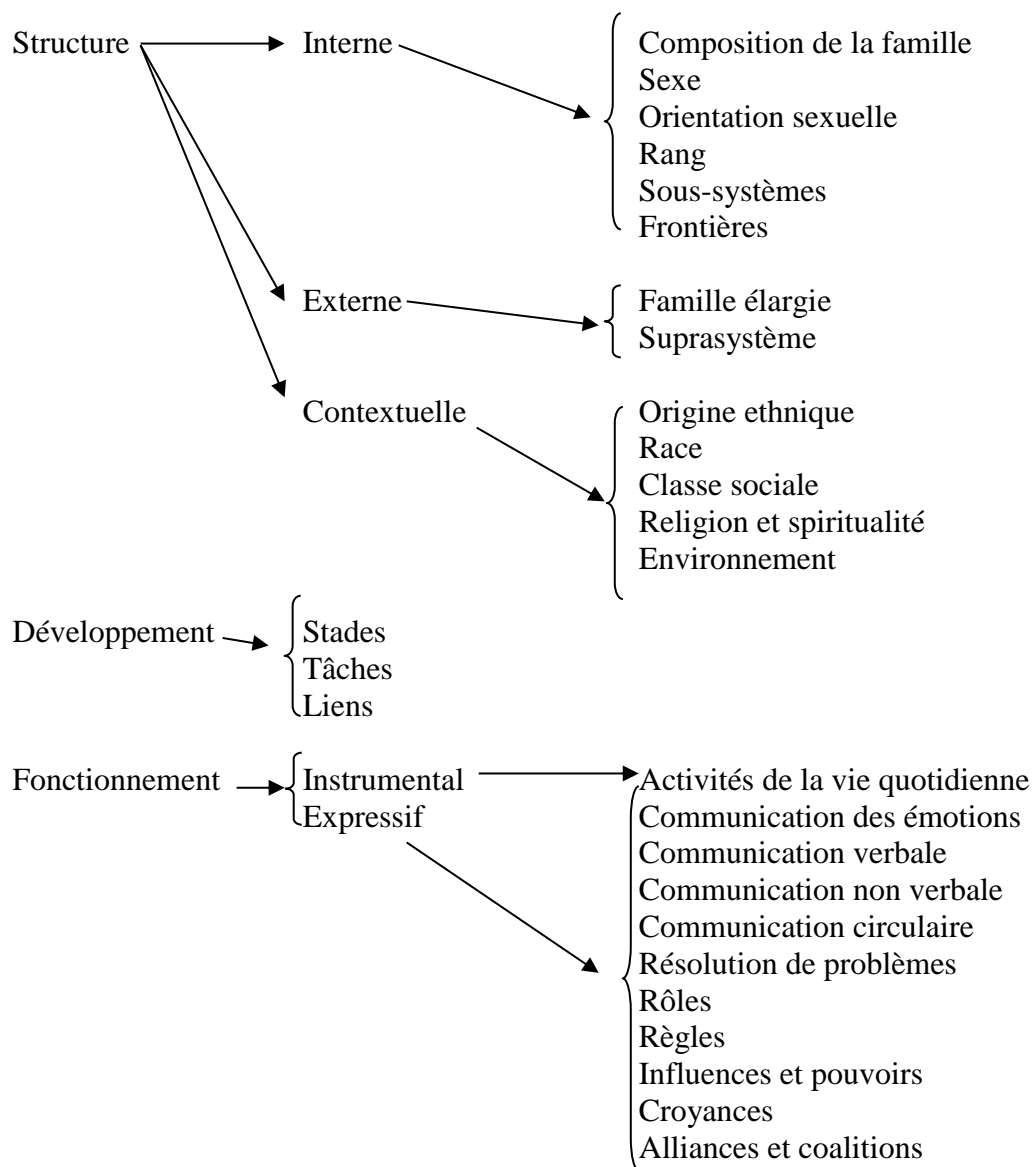 Structure
Interne
Composition de la famille
Sexe
Orientation sexuelle
Rang
Sous-systèmes
Frontières
Externe
Famille élargie
Suprasystème
Contextuelle
Origine ethnique
Race
Classe sociale
Religion et spiritualité
Environnement
Développement
Stades
Tâches
Liens
Fonctionnement
Instrumental
Expressif
Activités de la vie quotidienne
Communication des émotions
Communication verbale
Communication non verbale
Communication circulaire
Résolution de problèmes
Rôles
Règles
Influences et pouvoirs
Croyances
Alliances et coalitions